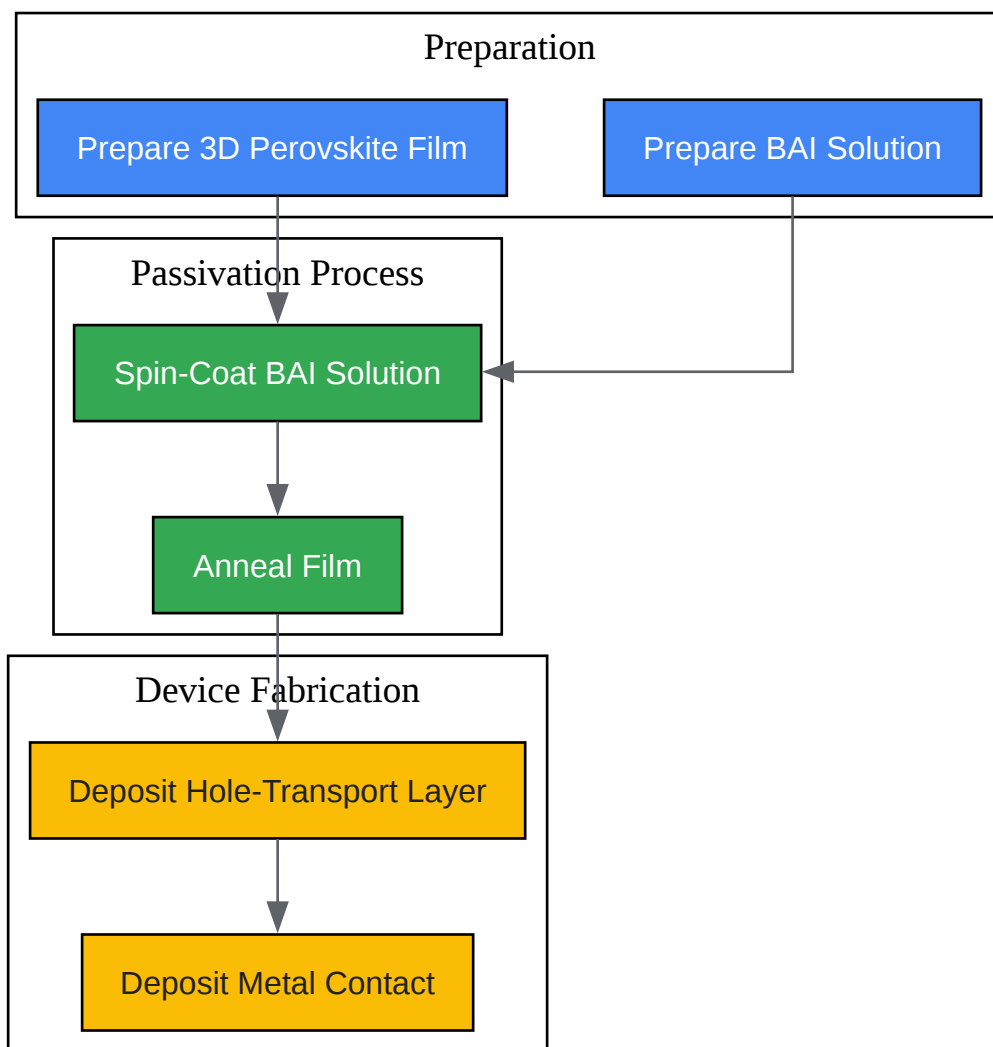 Preparation
Prepare 3D Perovskite Film
Prepare BAI Solution
Passivation Process
Spin-Coat BAI Solution
Anneal Film
Device Fabrication
Deposit Hole-Transport Layer
Deposit Metal Contact